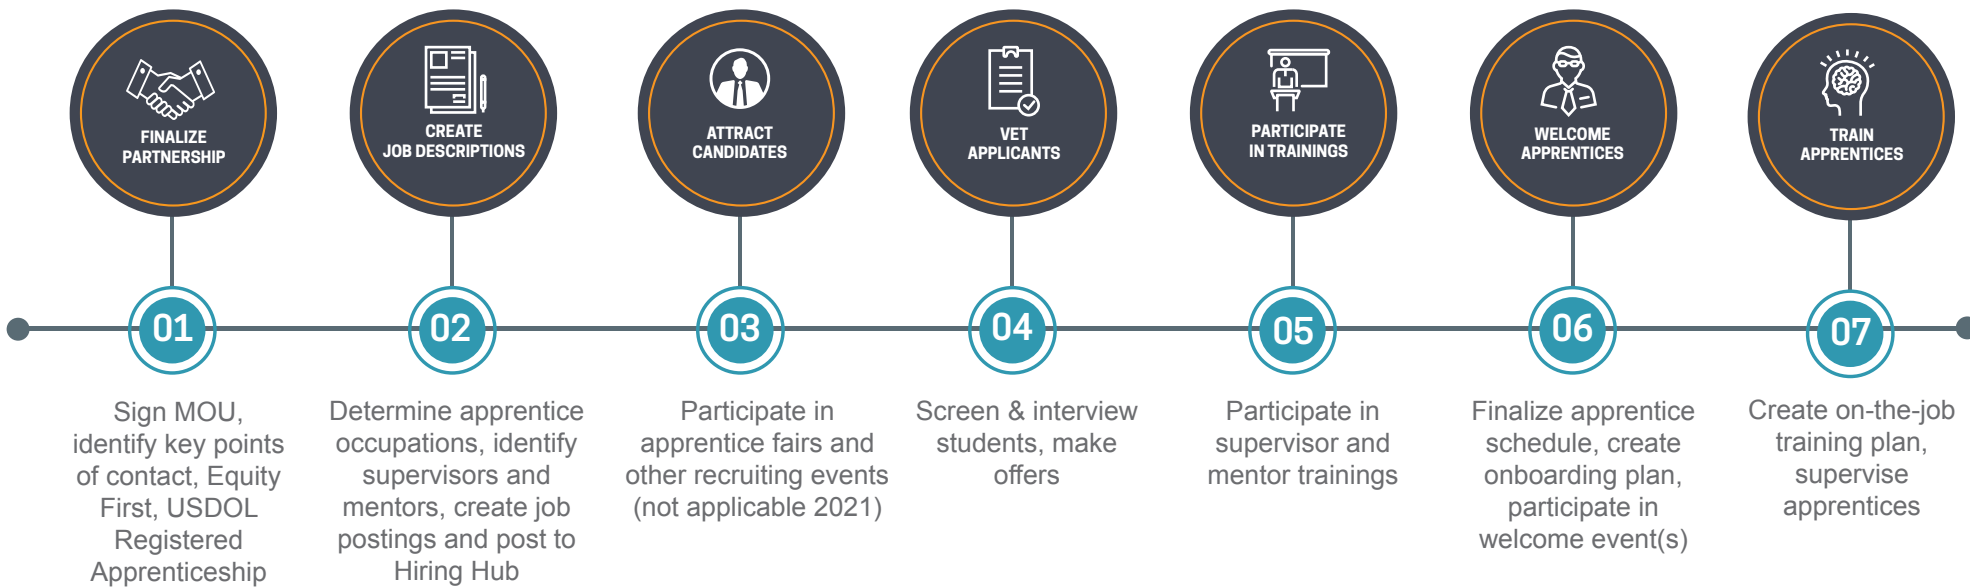 FINALIZE
PARTNERSHIP
CREATE
JOB DESCRIPTIONS
ATTRACT
CANDIDATES
VET
APPLICANTS
PARTICIPATE
IN TRAININGS
WELCOME
APPRENTICES
TRAIN
APPRENTICES
01
02
03
04
05
06
07
Sign MOU,
identify key points
of contact, Equity
First, USDOL
Registered
Apprenticeship
Determine apprentice
occupations, identify
supervisors and
mentors, create job
postings and post to
Hiring Hub
Participate in
apprentice fairs and
other recruiting events
(not applicable 2021)
Screen & interview
students, make
offers
Participate in
supervisor and
mentor trainings
Finalize apprentice
schedule, create
onboarding plan,
participate in
welcome event(s)
Create on-the-job
training plan,
supervise
apprentices